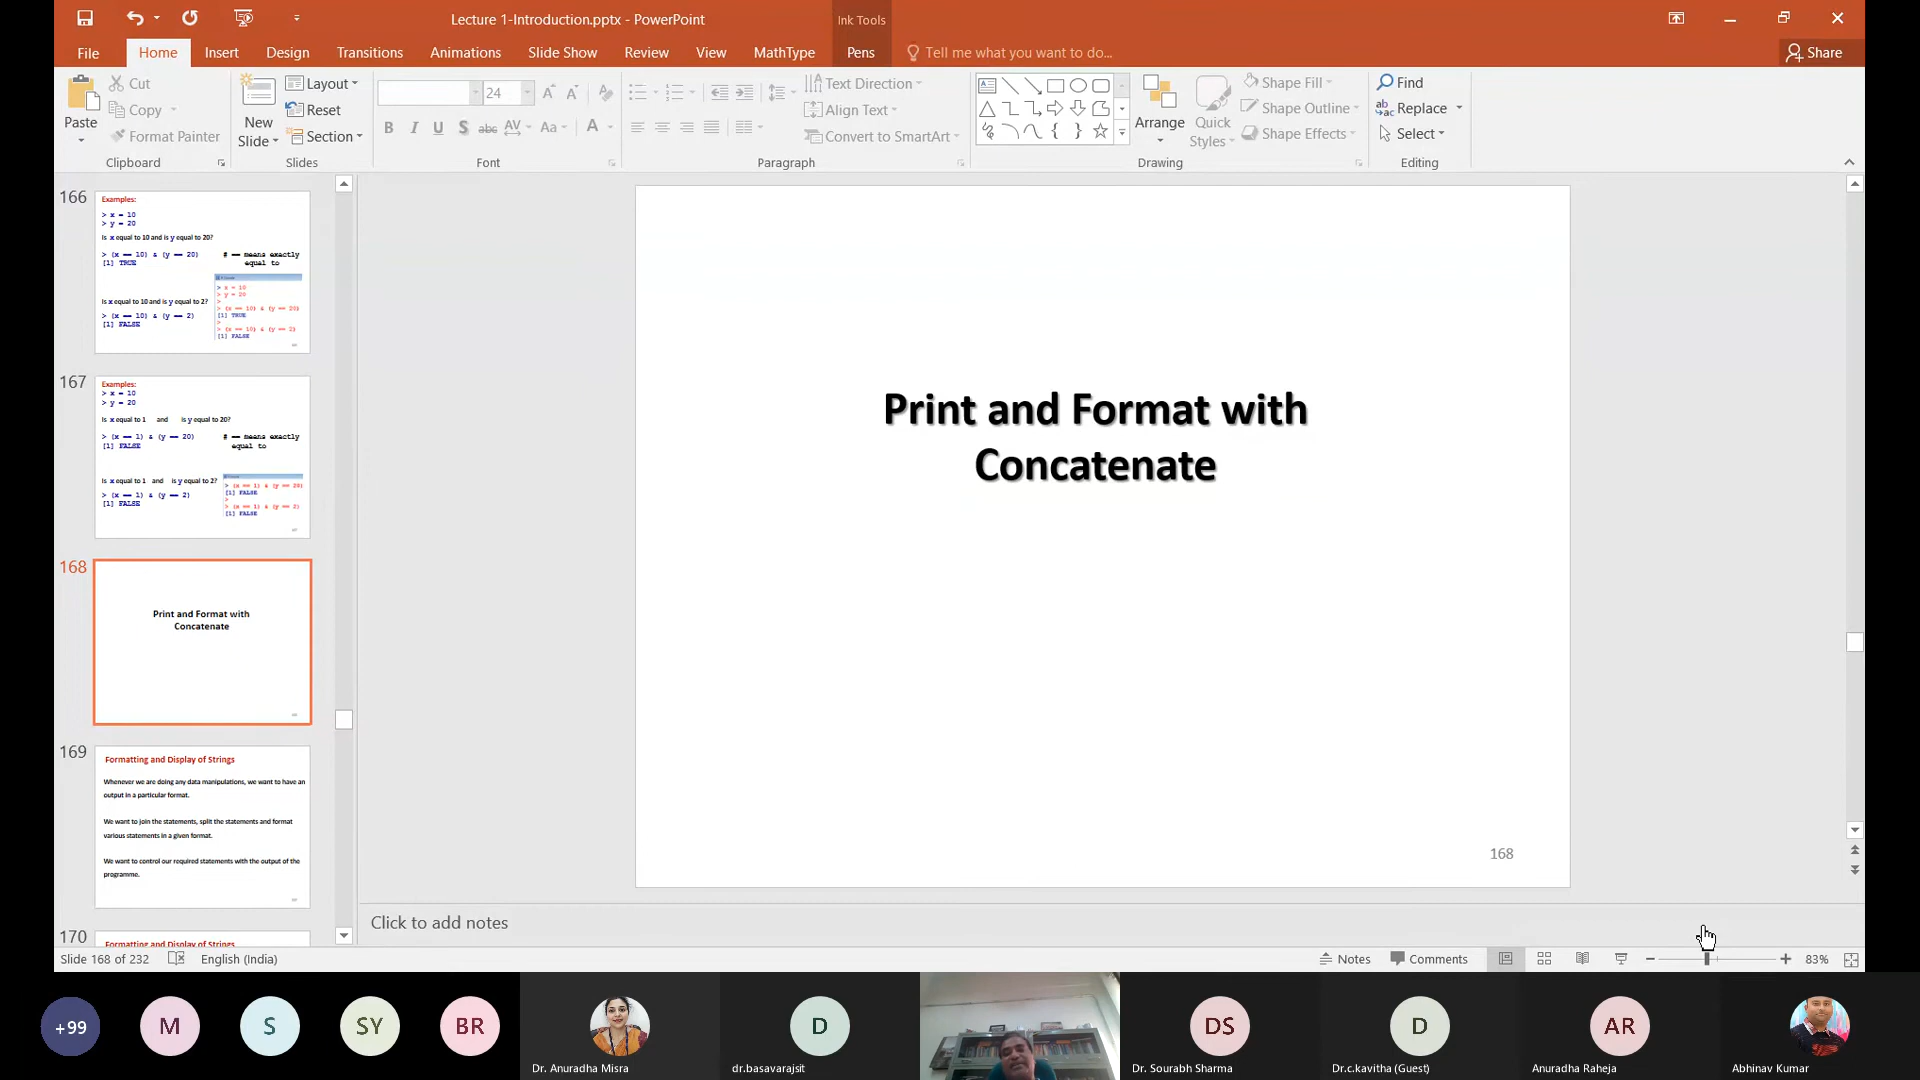 Lecture 1-Introduction.pptx - PowerPoint
Ink Tools
File
Home
Insert
Design
Transitions
Animations
Slide Show
Review
View
MathType
Pens
Tell me what you want to do...
Share
Paste
Cut
Copy
Format Painter
Clipboard
New
Slide
Layout
Reset
Section
Slides
24
B I U S abc AV Aa A
Font
Text Direction
Align Text
Convert to SmartArt
Paragraph
Arrange
Quick
Styles
Shape Fill
Shape Outline
Shape Effects
Drawing
Find
Replace
Select
Editing
166
Examples:
> x = 10
> y = 20
Is x equal to 10 and is y equal to 20?
> (x == 10) & (y == 20) # == means exactly
[1] TRUE equal to
Is x equal to 10 and is y equal to 2?
> (x == 10) & (y == 2)
[1] FALSE
> x = 10
> y = 20
>
> (x == 10) & (y == 20)
[1] TRUE
>
> (x == 10) & (y == 2)
[1] FALSE
167
Examples:
> x = 10
> y = 20
Is x equal to 1 and is y equal to 20?
> (x == 1) & (y == 20) # == means exactly
[1] FALSE equal to
Is x equal to 1 and is y equal to 2?
> (x == 1) & (y == 2)
[1] FALSE
> (x == 1) & (y == 20)
[1] FALSE
>
> (x == 1) & (y == 2)
[1] FALSE
168
Print and Format with
Concatenate
169
Formatting and Display of Strings
Whenever we are doing any data manipulations, we want to have an
output in a particular format.
We want to join the statements, split the statements and format
various statements in a given format.
We want to control our required statements with the output of the
programme.
170
Formatting and Display of Strings
Print and Format with
Concatenate
168
Click to add notes
Slide 168 of 232
English (India)
Notes
Comments
83%
+99
M
S
SY
BR
Dr. Anuradha Misra
D
dr.basavarajsit
DS
Dr. Sourabh Sharma
D
Dr.c.kavitha (Guest)
AR
Anuradha Raheja
Abhinav Kumar